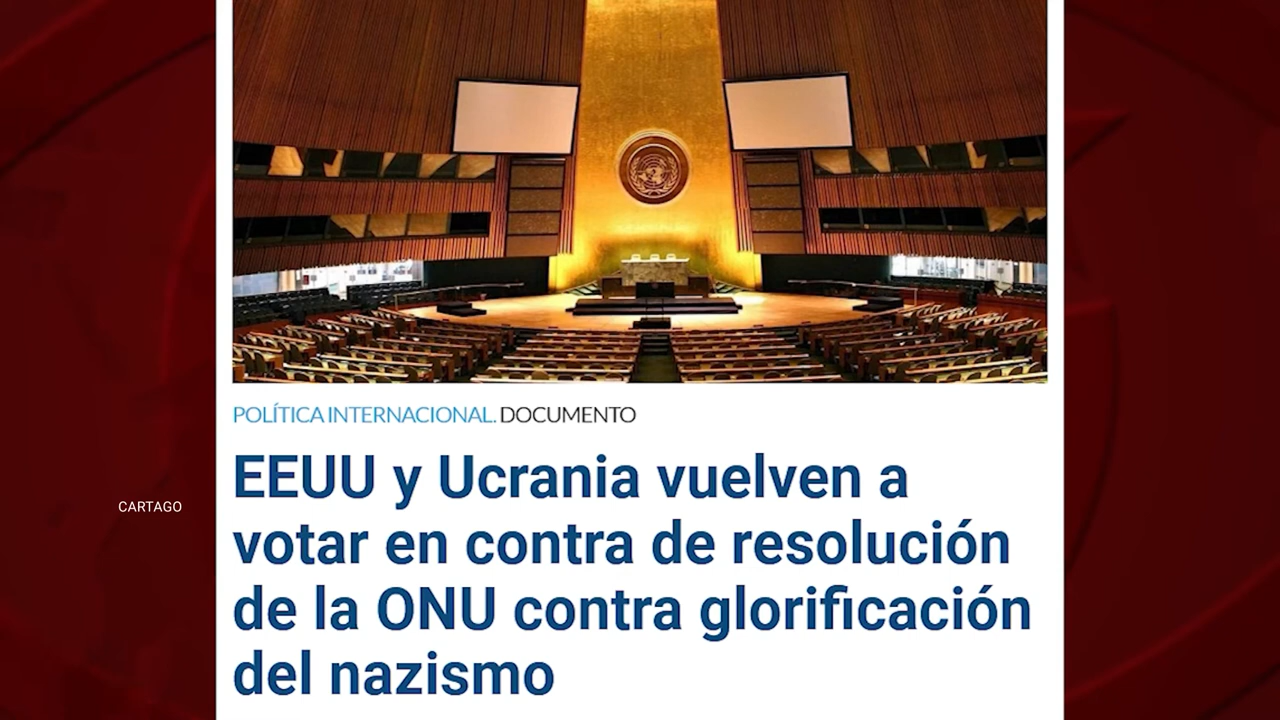 POLÍTICA INTERNACIONAL. DOCUMENTO
EEUU y Ucrania vuelven a
votar en contra de resolución
de la ONU contra glorificación
del nazismo
CARTAGO